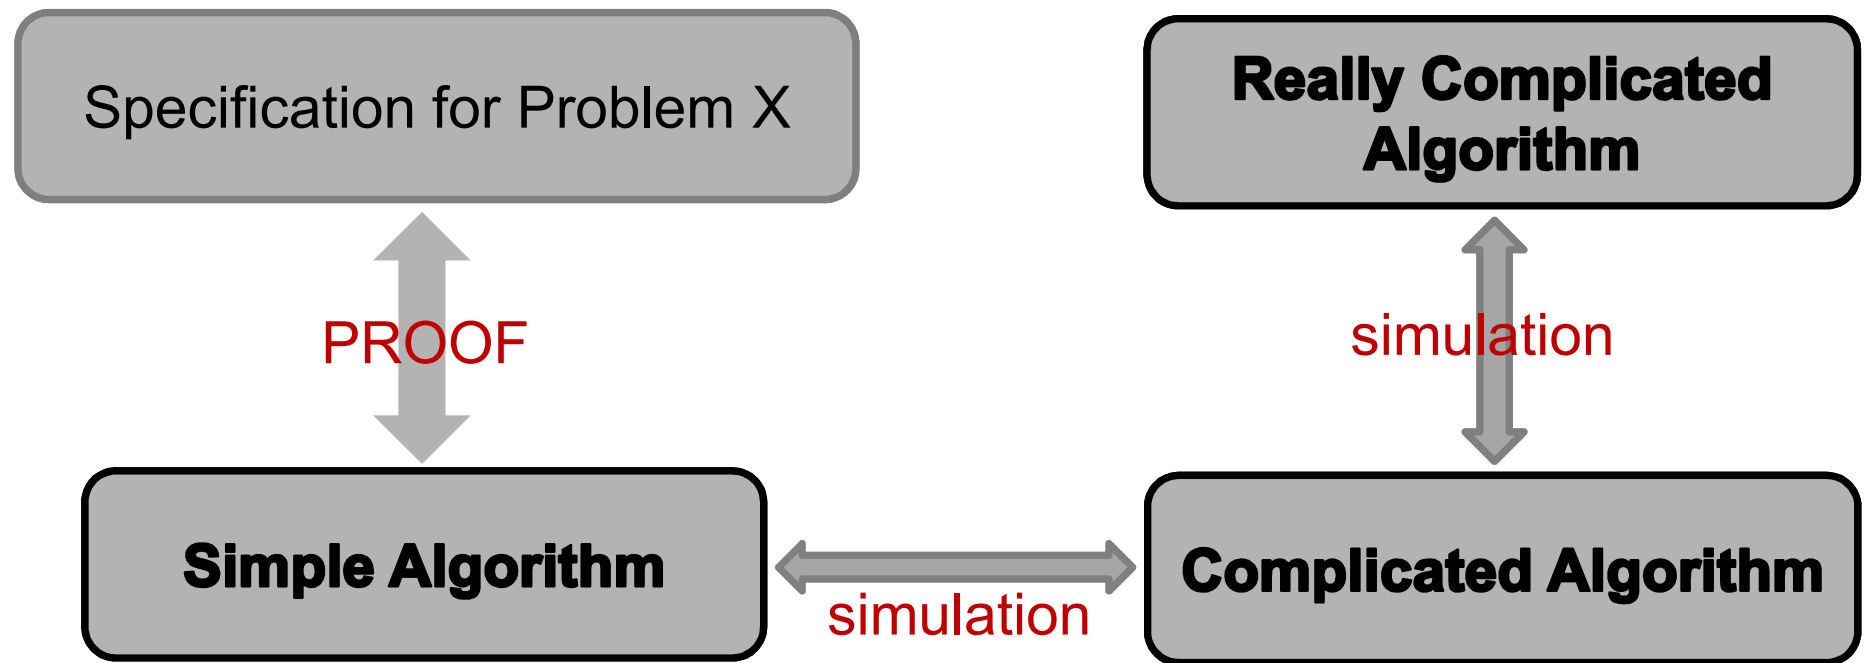 Specification for Problem X
Really Complicated
Algorithm
PROOF
simulation
Simple Algorithm
simulation
Complicated Algorithm